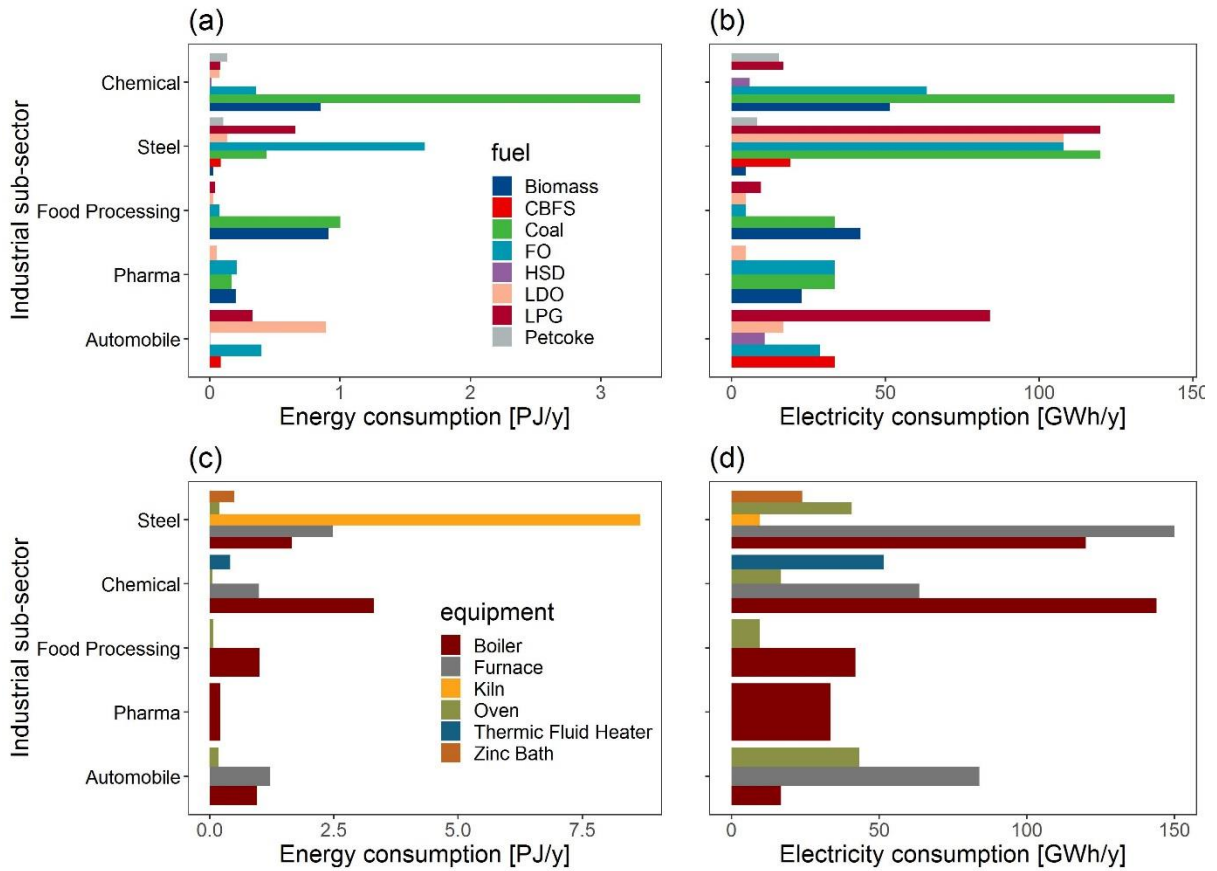 (a)
Industrial sub-sector
Chemical
Steel
Food Processing
Pharma
Automobile
fuel
Biomass
CBFS
Coal
FO
HSD
LDO
LPG
Petcoke
0 1 2 3
Energy consumption [PJ/y]
(b)
0 50 100 150
Electricity consumption [GWh/y]
(c)
Industrial sub-sector
Steel
Chemical
Food Processing
Pharma
Automobile
equipment
Boiler
Furnace
Kiln
Oven
Thermic Fluid Heater
Zinc Bath
0.0 2.5 5.0 7.5
Energy consumption [PJ/y]
(d)
0 50 100 150
Electricity consumption [GWh/y]